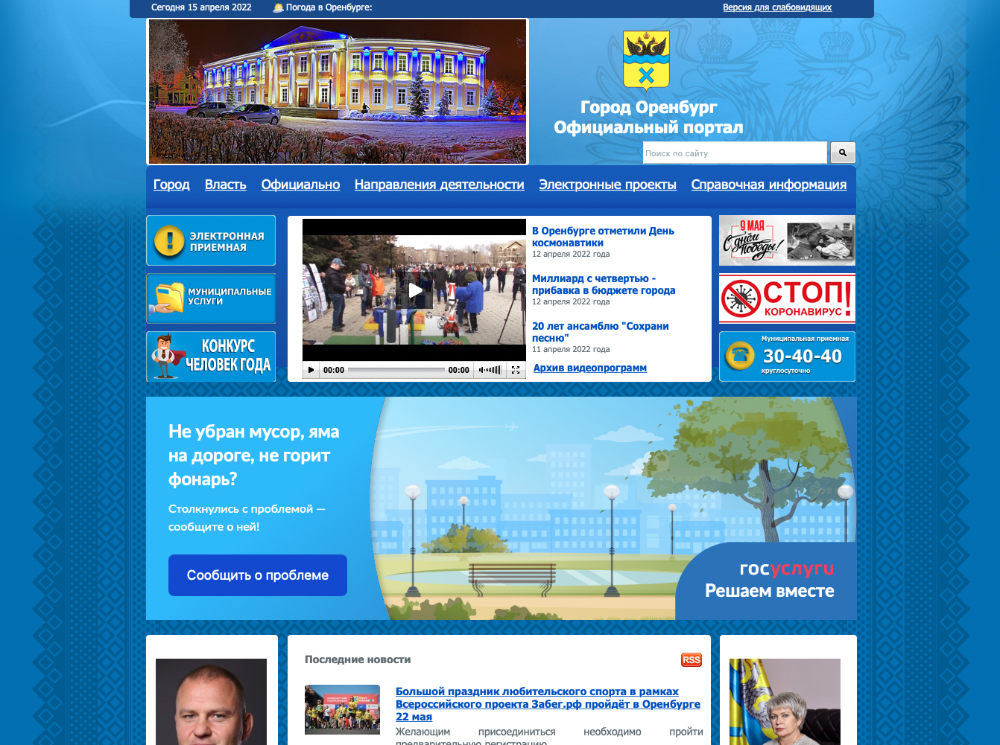 Сегодня 15 апреля 2022
Погода в Оренбурге:
Версия для слабовидящих
Город Оренбург
Официальный портал
Поиск по сайту
Город
Власть
Официально
Направления деятельности
Электронные проекты
Справочная информация
ЭЛЕКТРОННАЯ
ПРИЕМНАЯ
МУНИЦИПАЛЬНЫЕ
УСЛУГИ
КОНКУРС
ЧЕЛОВЕК ГОДА
00:00
00:00
В Оренбурге отметили День
космонавтики
12 апреля 2022 года
Миллиард с четвертью -
прибавка в бюджете города
12 апреля 2022 года
20 лет ансамблю "Сохрани
песню"
11 апреля 2022 года
Архив видеопрограмм
9 МАЯ
С днём
Победы!
СТОП!
КОРОНАВИРУС
Муниципальная приемная
30-40-40
круглосуточно
Не убран мусор, яма
на дороге, не горит
фонарь?
Столкнулись с проблемой —
сообщите о ней!
Сообщить о проблеме
госуслуги
Решаем вместе
Последние новости
RSS
Большой праздник любительского спорта в рамках
Всероссийского проекта Забег.рф пройдёт в Оренбурге
22 мая
Желающим присоединиться необходимо пройти
предварительную регистрацию